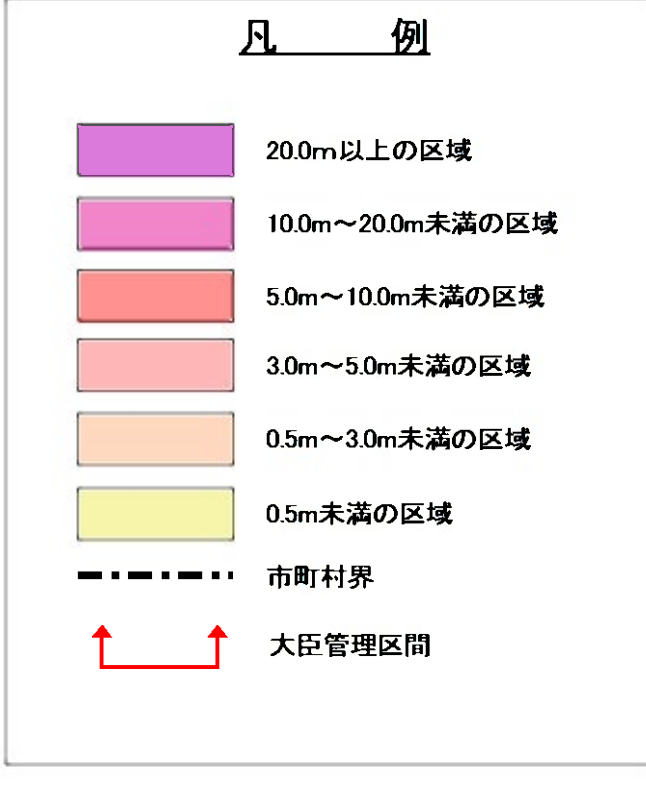 凡 例
20.0m以上の区域
10.0m～20.0m未満の区域
5.0m～10.0m未満の区域
3.0m～5.0m未満の区域
0.5m～3.0m未満の区域
0.5m未満の区域
市町村界
大臣管理区間